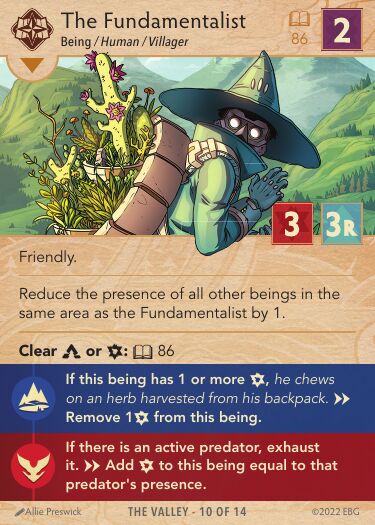 The Fundamentalist
86
2
Being / Human / Villager
3
3R
Friendly.
Reduce the presence of all other beings in the
same area as the Fundamentalist by 1.
Clear or : 86
If this being has 1 or more , he chews
on an herb harvested from his backpack.
Remove 1 from this being.
If there is an active predator, exhaust
it. Add to this being equal to that
predator's presence.
Allie Preswick
THE VALLEY - 10 OF 14
©2022 EBG